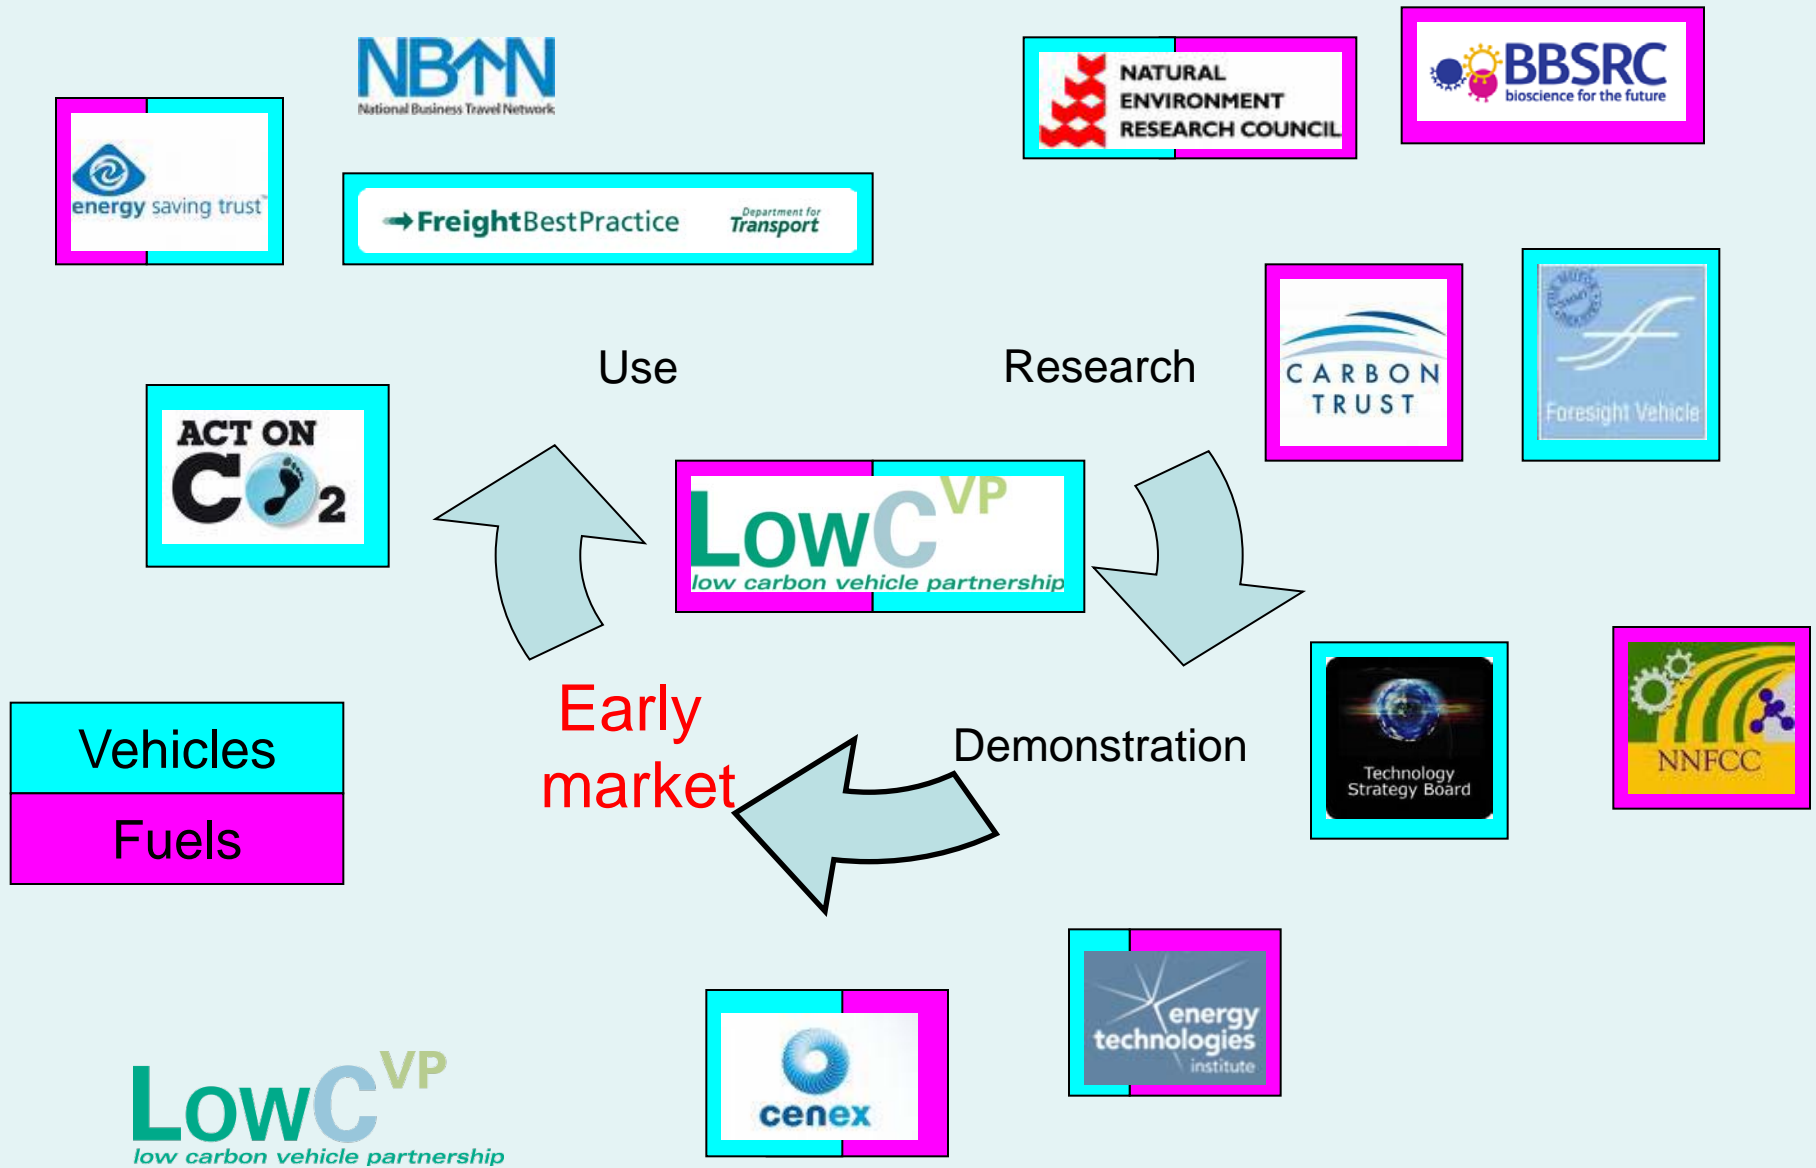 NBTN
National Business Travel Network
NATURAL
ENVIRONMENT
RESEARCH COUNCIL
BBSRC
bioscience for the future
energy saving trust™
FreightBestPractice
Department for
Transport
Use
Research
CARBON
TRUST
Foresight Vehicle
ACT ON
CO2
LowCVP
low carbon vehicle partnership
Early
market
Demonstration
Technology
Strategy Board
NNFCC
Vehicles
Fuels
energy
technologies
institute
cenex
LowCVP
low carbon vehicle partnership